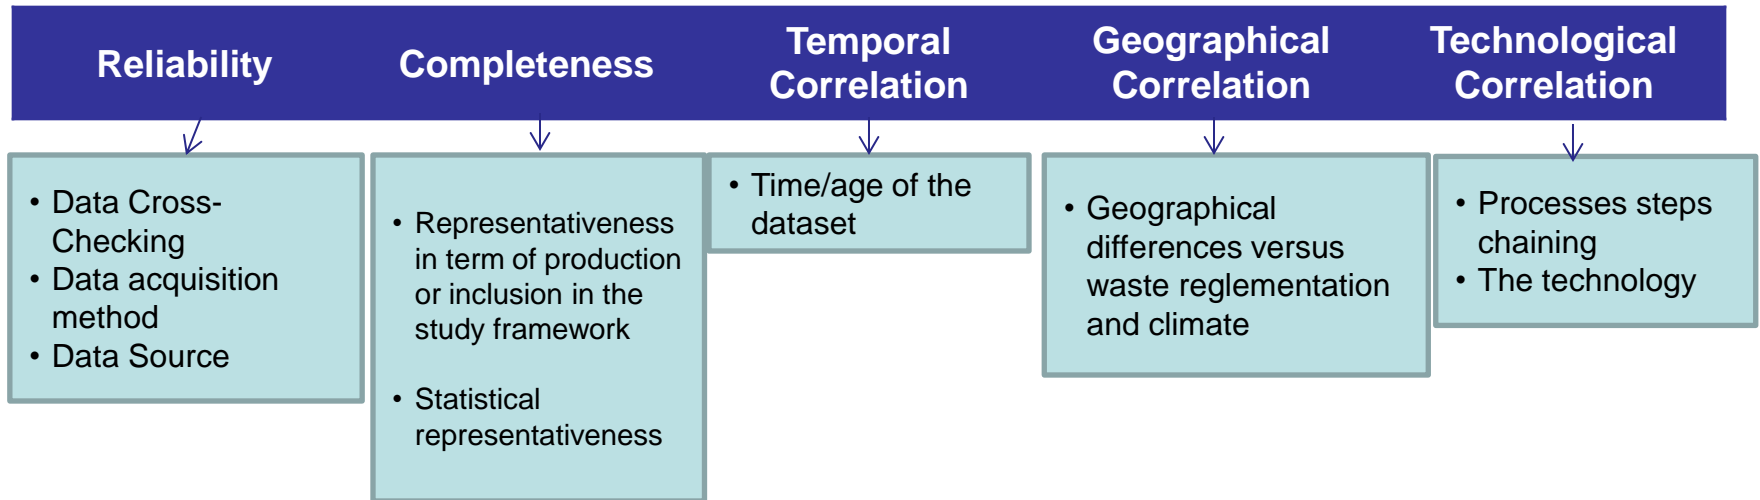 Reliability
Completeness
Temporal
Correlation
Geographical
Correlation
Technological
Correlation
• Data Cross-
Checking
• Data acquisition
method
• Data Source
• Representativeness
in term of production
or inclusion in the
study framework
• Statistical
representativeness
• Time/age of the
dataset
• Geographical
differences versus
waste reglementation
and climate
• Processes steps
chaining
• The technology